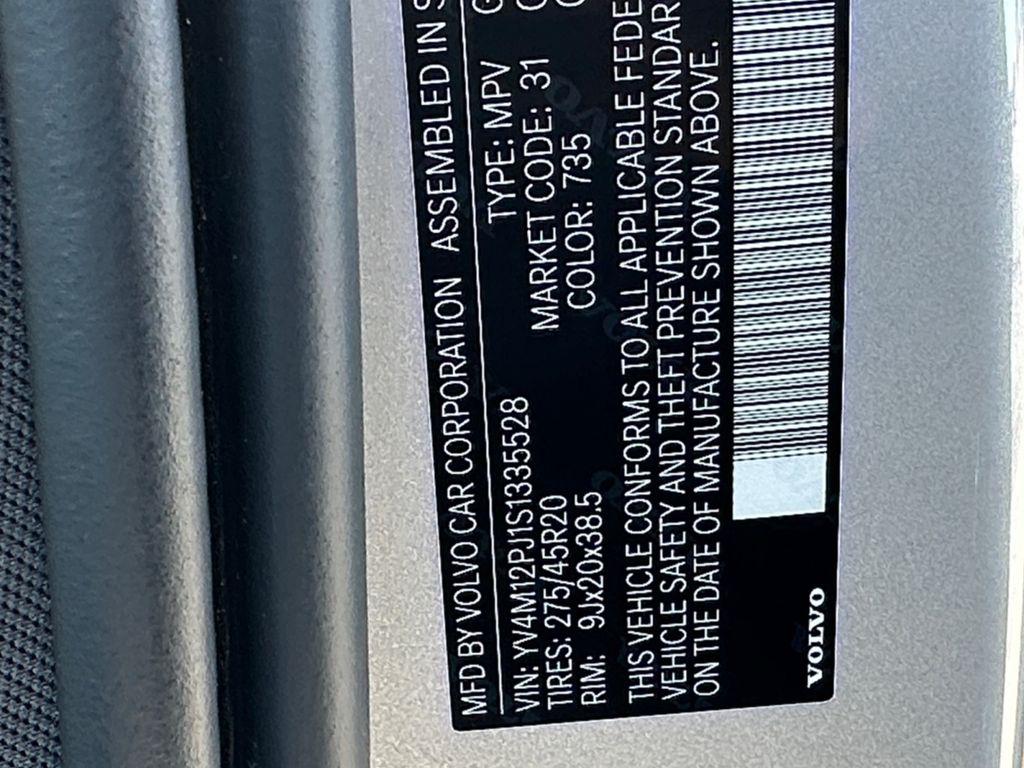 MFD BY VOLVO CAR CORPORATION ASSEMBLED IN S
VIN: YV4M12PJ1S1335528 TYPE: MPV
TIRES: 275/45R20 MARKET CODE: 31
RIM: 9Jx20x38.5 COLOR: 735
THIS VEHICLE CONFORMS TO ALL APPLICABLE FEDE
VEHICLE SAFETY AND THEFT PREVENTION STANDAR
ON THE DATE OF MANUFACTURE SHOWN ABOVE.
VOLVO